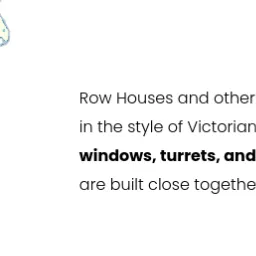 Row Houses and other
in the style of Victorian
windows, turrets, and
are built close togethe